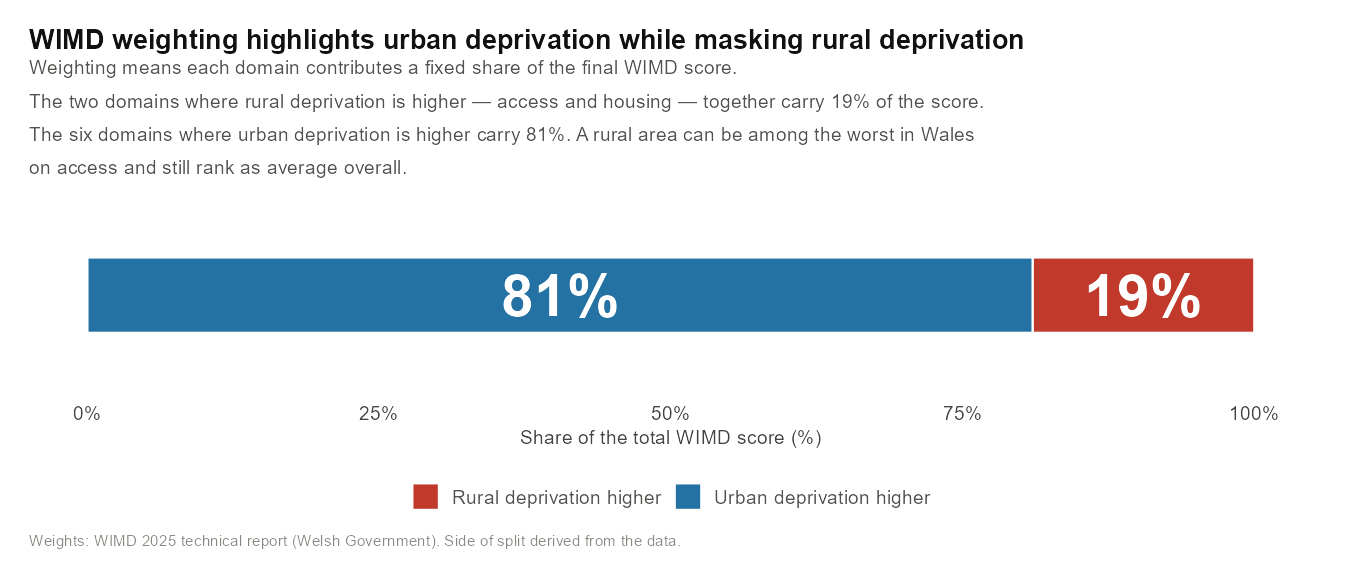 WIMD weighting highlights urban deprivation while masking rural deprivation
Weighting means each domain contributes a fixed share of the final WIMD score.
The two domains where rural deprivation is higher — access and housing — together carry 19% of the score.
The six domains where urban deprivation is higher carry 81%. A rural area can be among the worst in Wales
on access and still rank as average overall.
81%
19%
0%
25%
50%
75%
100%
Share of the total WIMD score (%)
Rural deprivation higher
Urban deprivation higher
Weights: WIMD 2025 technical report (Welsh Government). Side of split derived from the data.